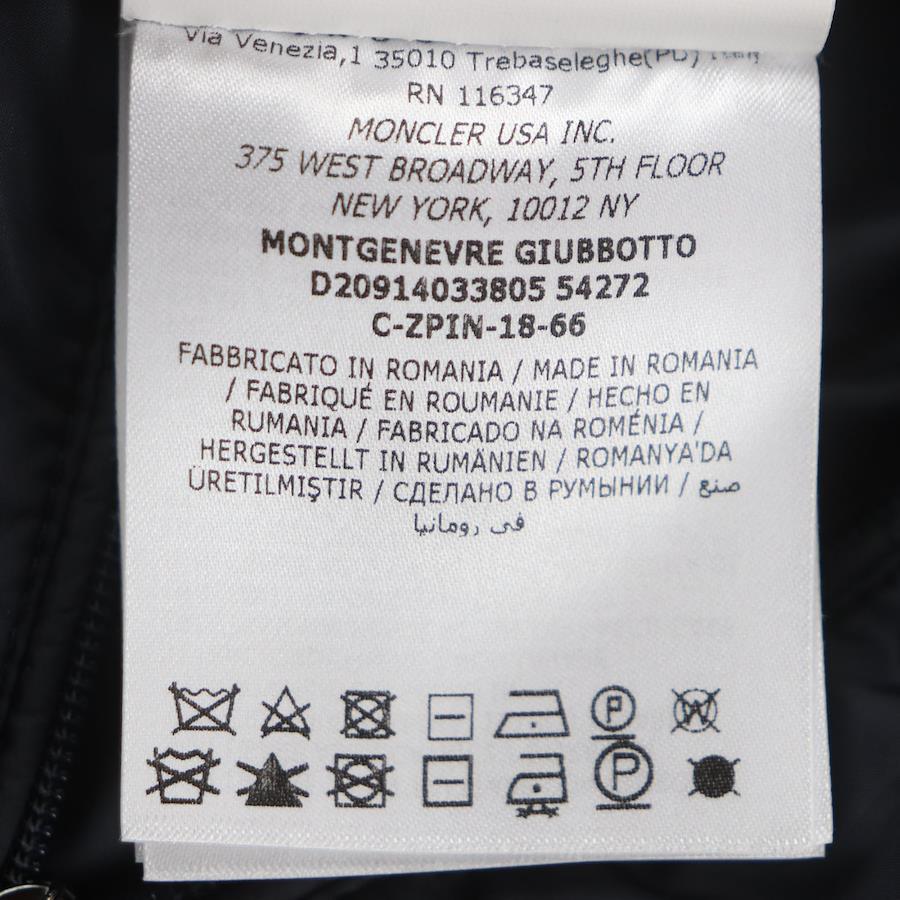 Via Venezia,1 35010 Trebaseleghe(PD)
RN 116347
MONCLER USA INC.
375 WEST BROADWAY, 5TH FLOOR
NEW YORK, 10012 NY
MONTGENEVRE GIUBBOTTO
D20914033805 54272
C-ZPIN-18-66
FABBRICATO IN ROMANIA / MADE IN ROMANIA
/ FABRIQUÉ EN ROUMANIE / HECHO EN
RUMANIA / FABRICADO NA ROMÉNIA /
HERGESTELLT IN RUMÄNIEN / ROMANYA'DA
ÜRETILMIŞTIR / СДЕЛАНО В РУМЫНИИ / صنع
في رومانيا
P W
P